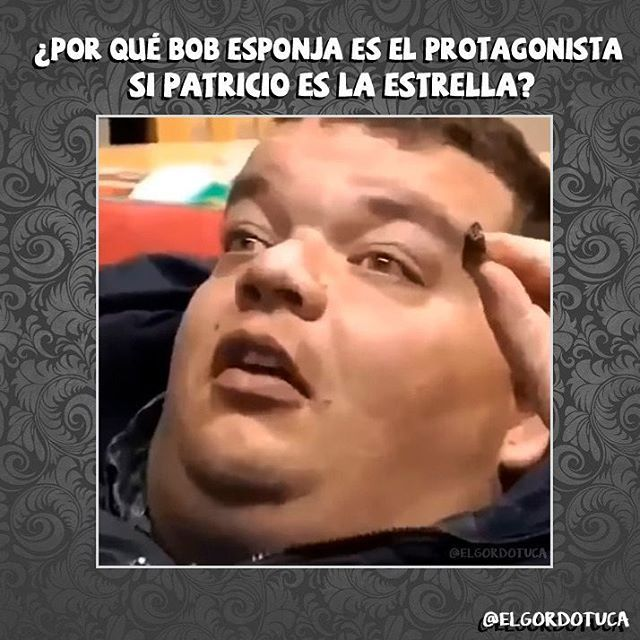 ¿POR QUÉ BOB ESPONJA ES EL PROTAGONISTA
SI PATRICIO ES LA ESTRELLA?
@ELGORDOTUCA
@ELGORDOTUCA